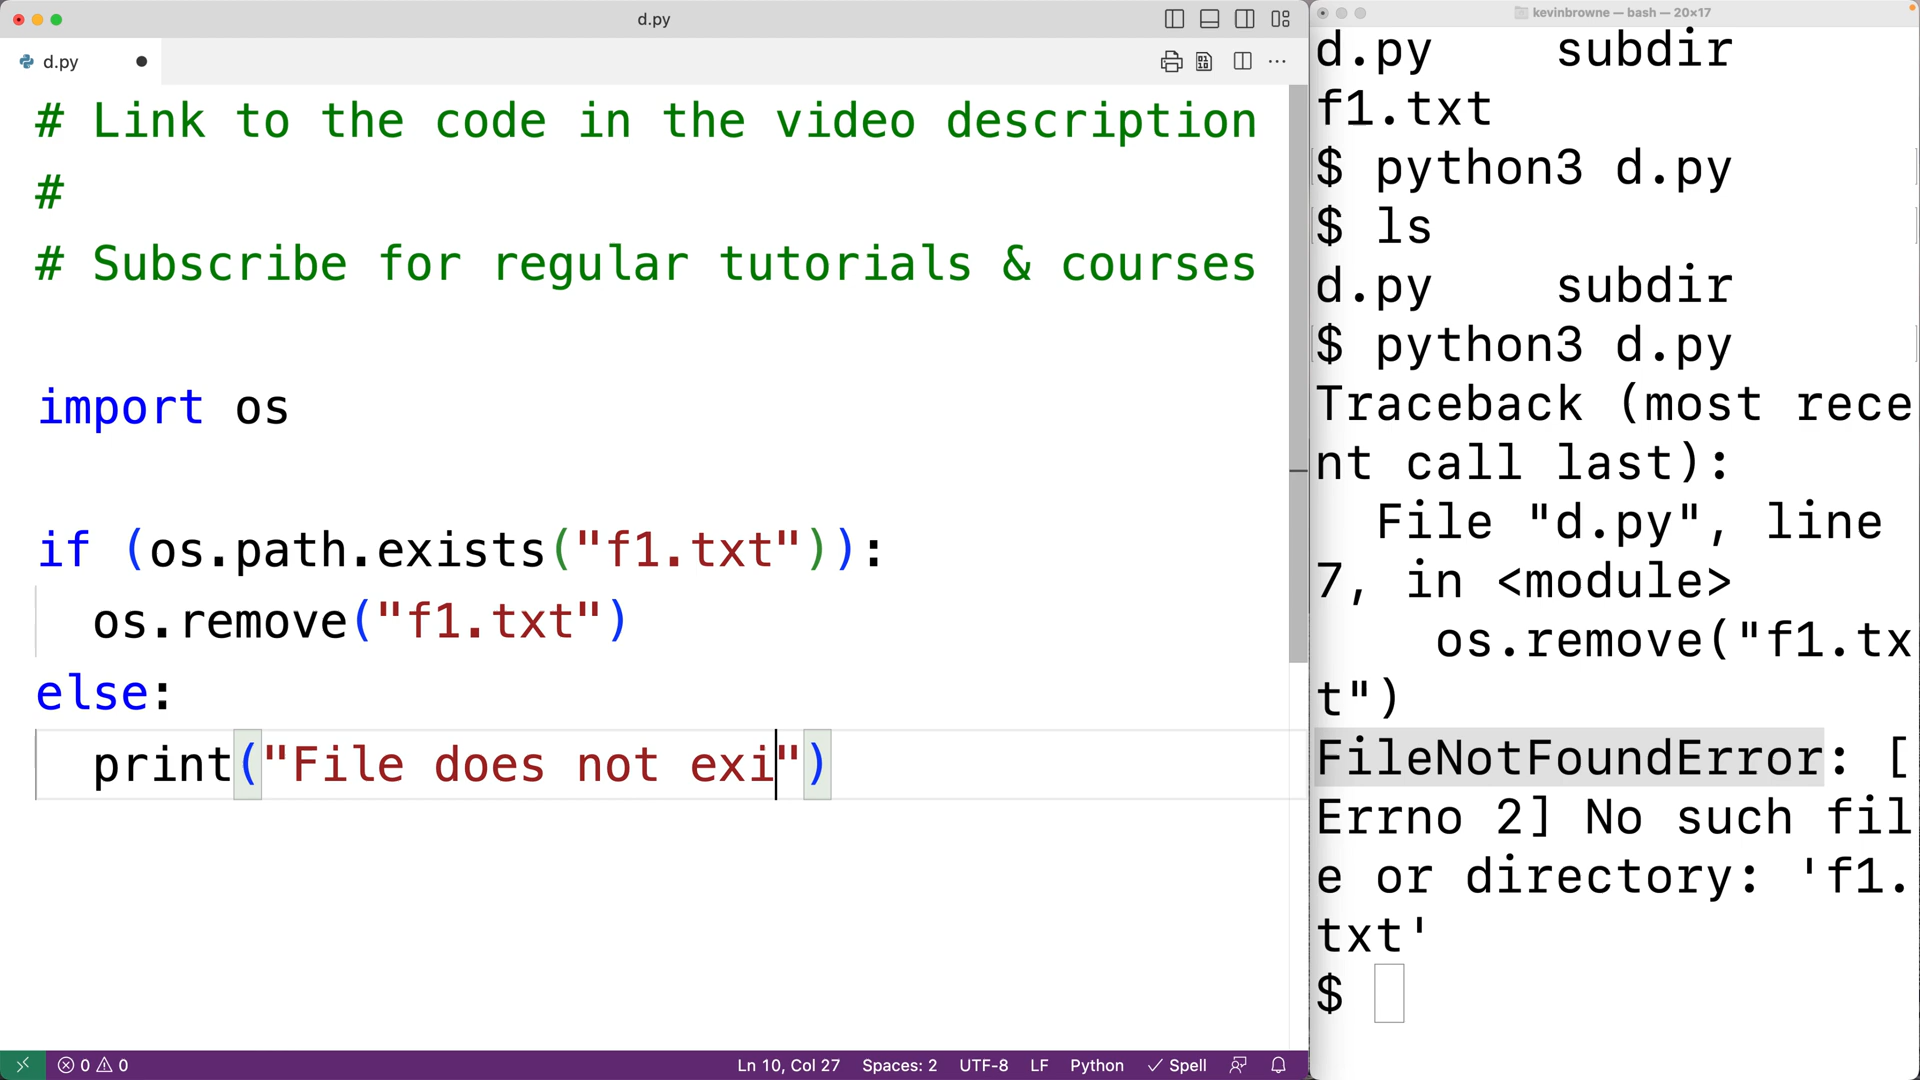 d.py
d.py
# Link to the code in the video description
#
# Subscribe for regular tutorials & courses
import os
if (os.path.exists("f1.txt")):
  os.remove("f1.txt")
else:
  print("File does not exi")
0 0
Ln 10, Col 27 Spaces: 2 UTF-8 LF Python Spell
kevinbrowne — bash — 20×17
d.py    subdir
f1.txt
$ python3 d.py
$ ls
d.py    subdir
$ python3 d.py
Traceback (most rece
nt call last):
  File "d.py", line
7, in <module>
    os.remove("f1.tx
t")
FileNotFoundError: [
Errno 2] No such fil
e or directory: 'f1.
txt'
$